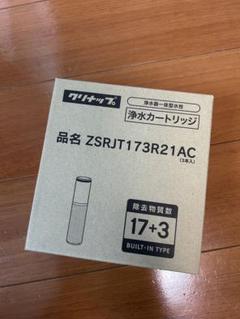 クリナップ
浄水器一体型水栓
浄水カートリッジ
品名 ZSRJT173R21AC
(3本入)
除去物質数
17+3
BUILT-IN TYPE